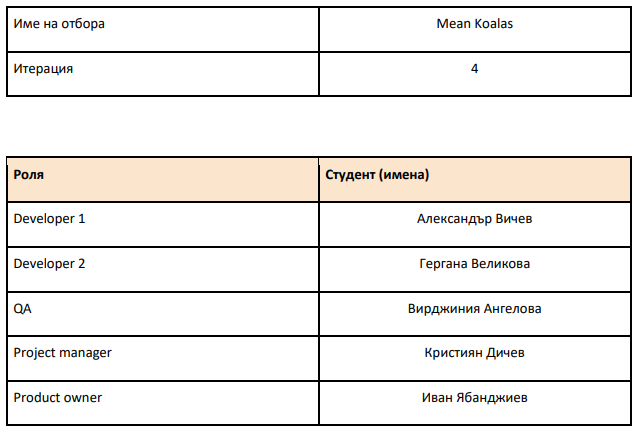 Име на отбора Mean Koalas
Итерация 4
Роля Студент (имена)
Developer 1 Александър Вичев
Developer 2 Гергана Великова
QA Вирджиния Ангелова
Project manager Кристиян Дичев
Product owner Иван Ябанджиев